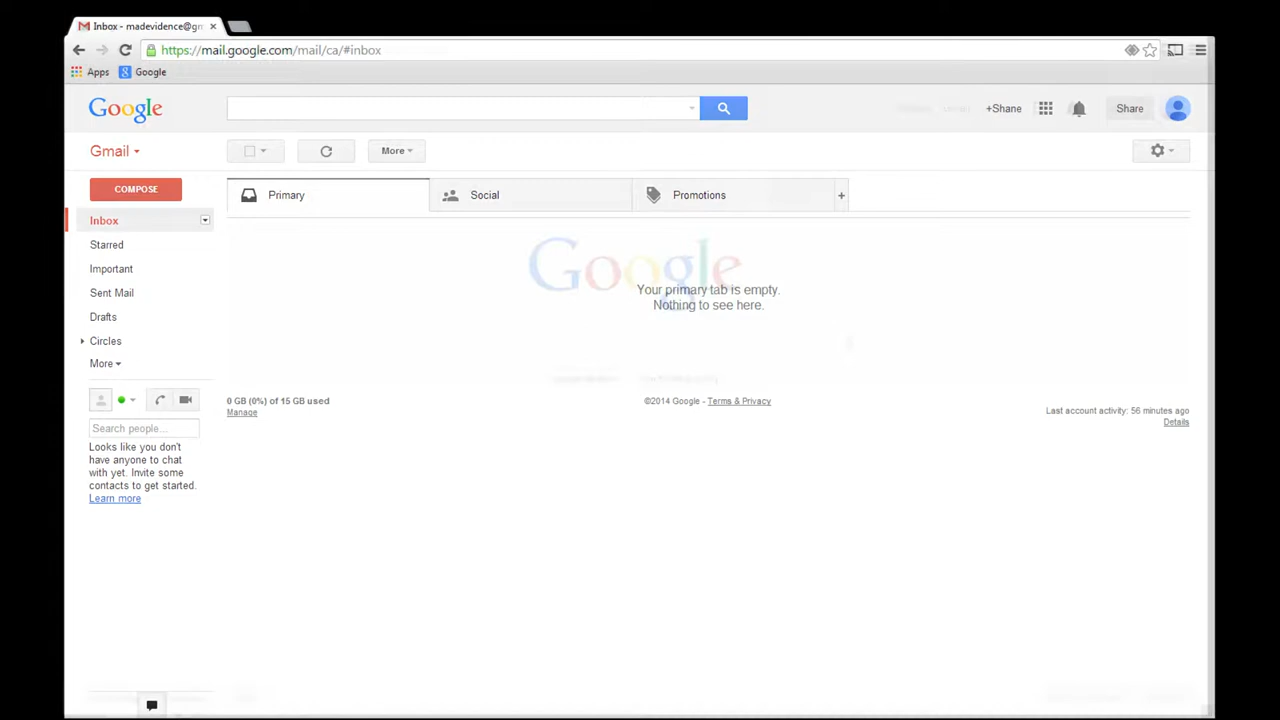 Inbox - madevidence@gm
https://mail.google.com/mail/ca/#inbox
Apps Google
Google +Share Share
Gmail More
COMPOSE Primary Social Promotions +
Inbox
Starred
Important
Sent Mail
Drafts
Circles
More
Google
Your primary tab is empty.
Nothing to see here.
0 GB (0%) of 15 GB used
Manage
©2014 Google - Terms & Privacy
Last account activity: 56 minutes ago
Details
Search people...
Looks like you don't
have anyone to chat
with yet. Invite some
contacts to get started.
Learn more